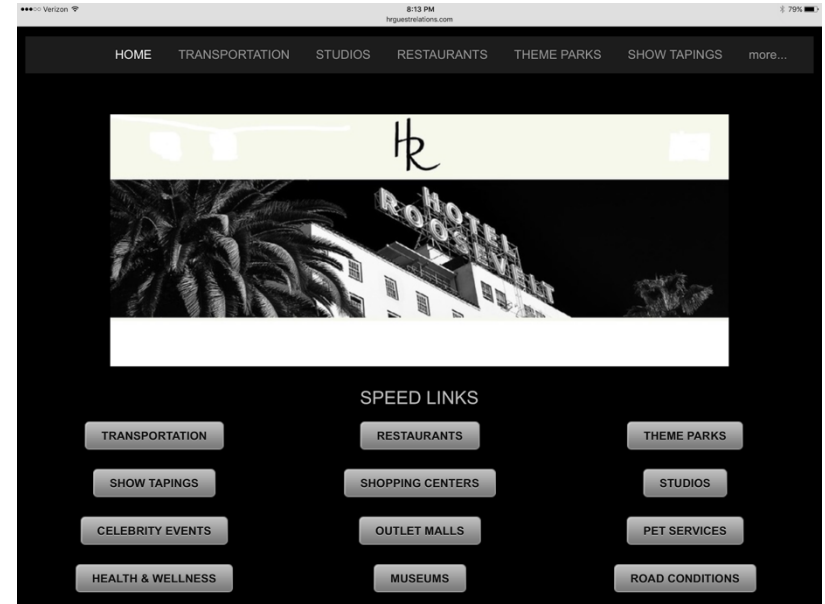 ●●●○○ Verizon 8:13 PM 79%
hrguestrelations.com
HOME TRANSPORTATION STUDIOS RESTAURANTS THEME PARKS SHOW TAPINGS more...
HR
HOTEL
ROOSEVELT
SPEED LINKS
TRANSPORTATION RESTAURANTS THEME PARKS
SHOW TAPINGS SHOPPING CENTERS STUDIOS
CELEBRITY EVENTS OUTLET MALLS PET SERVICES
HEALTH & WELLNESS MUSEUMS ROAD CONDITIONS